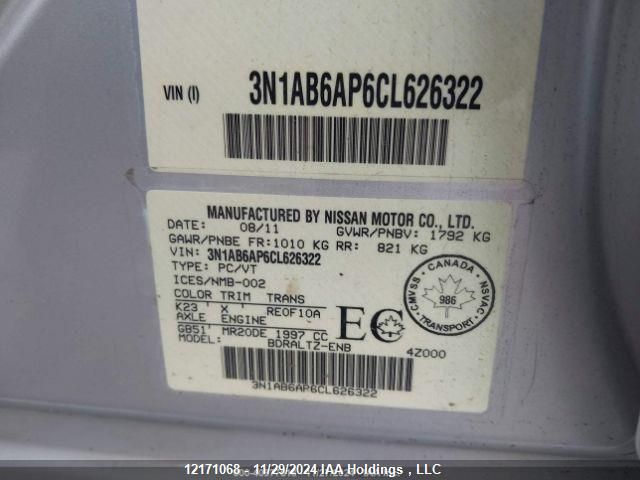 VIN (I) 3N1AB6AP6CL626322
MANUFACTURED BY NISSAN MOTOR CO., LTD.
DATE: 08/11 GVWR/PNBV: 1792 KG
GAWR/PNBE FR:1010 KG RR: 821 KG
VIN: 3N1AB6AP6CL626322
TYPE: PC/VT
ICES/NMB-002
COLOR TRIM TRANS
K23 ' X ' RE0F10A
AXLE ENGINE
GB51' MR20DE 1997 CC
MODEL: BDRALTZ-ENB
EC
4Z000
CANADA
CMVSS
986
NSVAC
TRANSPORT
3N1AB6AP6CL626322
12171068 - 11/29/2024 IAA Holdings , LLC